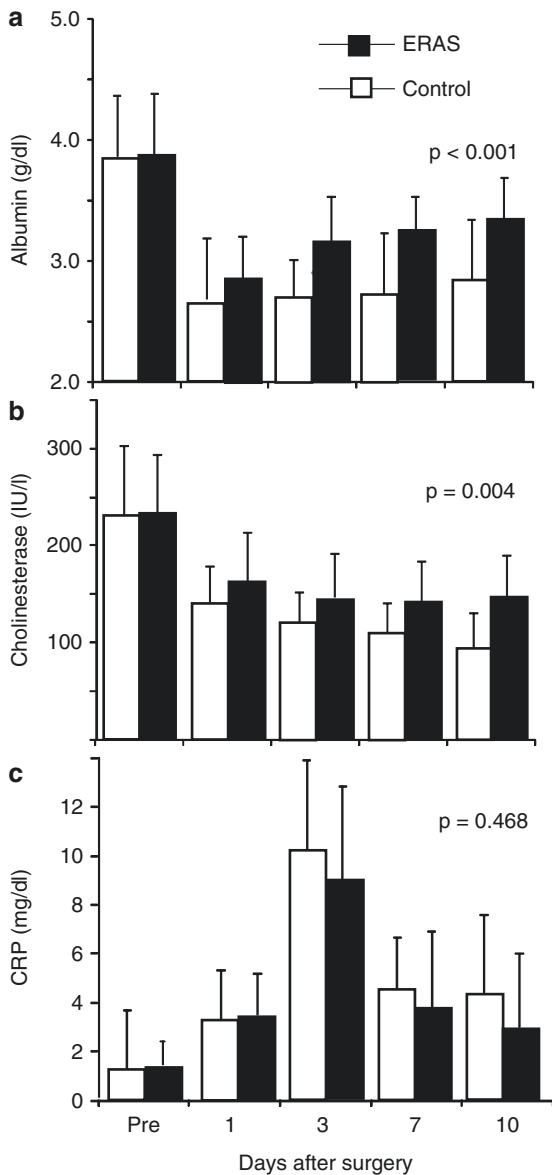 a
5.0
4.0
3.0
2.0
Albumin (g/dl)
ERAS
Control
p < 0.001
b
300
200
100
Cholinesterase (IU/l)
p = 0.004
c
12
10
8
6
4
2
0
CRP (mg/dl)
p = 0.468
Pre 1 3 7 10
Days after surgery